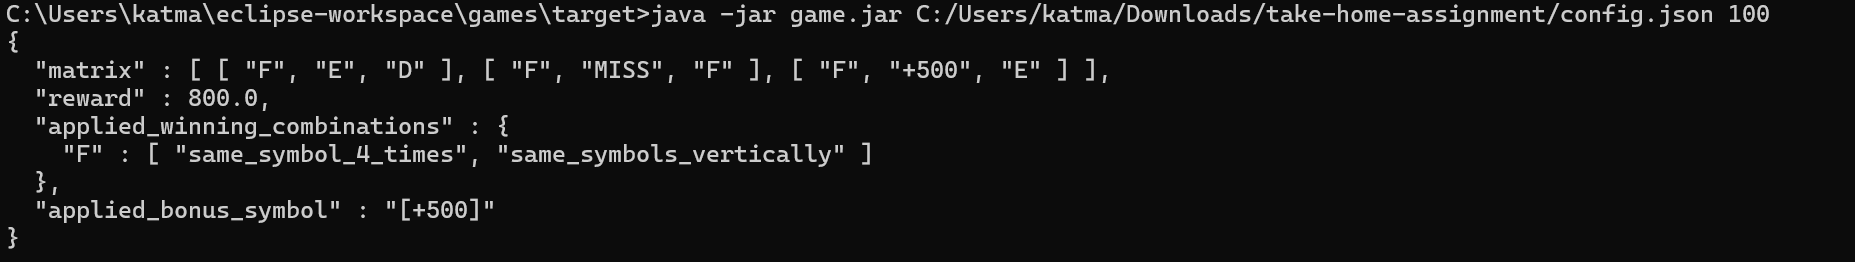 C:\Users\katma\eclipse-workspace\games\target>java -jar game.jar C:/Users/katma/Downloads/take-home-assignment/config.json 100
{
  "matrix" : [ [ "F", "E", "D" ], [ "F", "MISS", "F" ], [ "F", "+500", "E" ] ],
  "reward" : 800.0,
  "applied_winning_combinations" : {
    "F" : [ "same_symbol_4_times", "same_symbols_vertically" ]
  },
  "applied_bonus_symbol" : "[+500]"
}